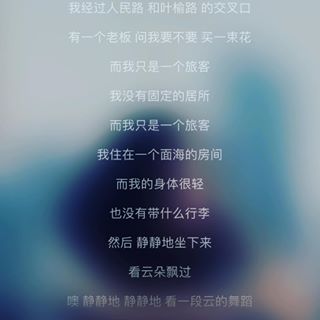 我经过人民路 和叶榆路 的交叉口
有一个老板 问我要不要 买一束花
而我只是一个旅客
我没有固定的居所
而我只是一个旅客
我住在一个面海的房间
而我的身体很轻
也没有带什么行李
然后 静静地坐下来
看云朵飘过
噢 静静地 静静地 看一段云的舞蹈